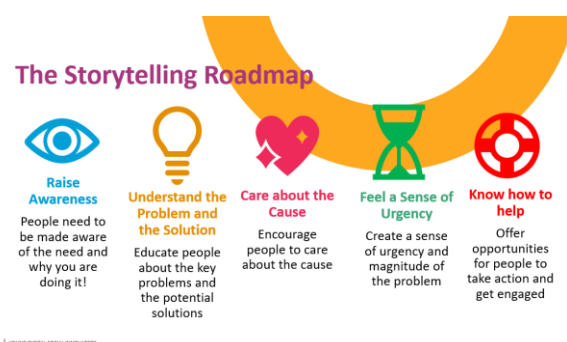 The Storytelling Roadmap
Raise
Awareness
People need to
be made aware
of the need and
why you are
doing it!
Understand the
Problem and
the Solution
Educate people
about the key
problems and
the potential
solutions
Care about the
Cause
Encourage
people to care
about the cause
Feel a Sense of
Urgency
Create a sense
of urgency and
magnitude of
the problem
Know how to
help
Offer
opportunities
for people to
take action and
get engaged